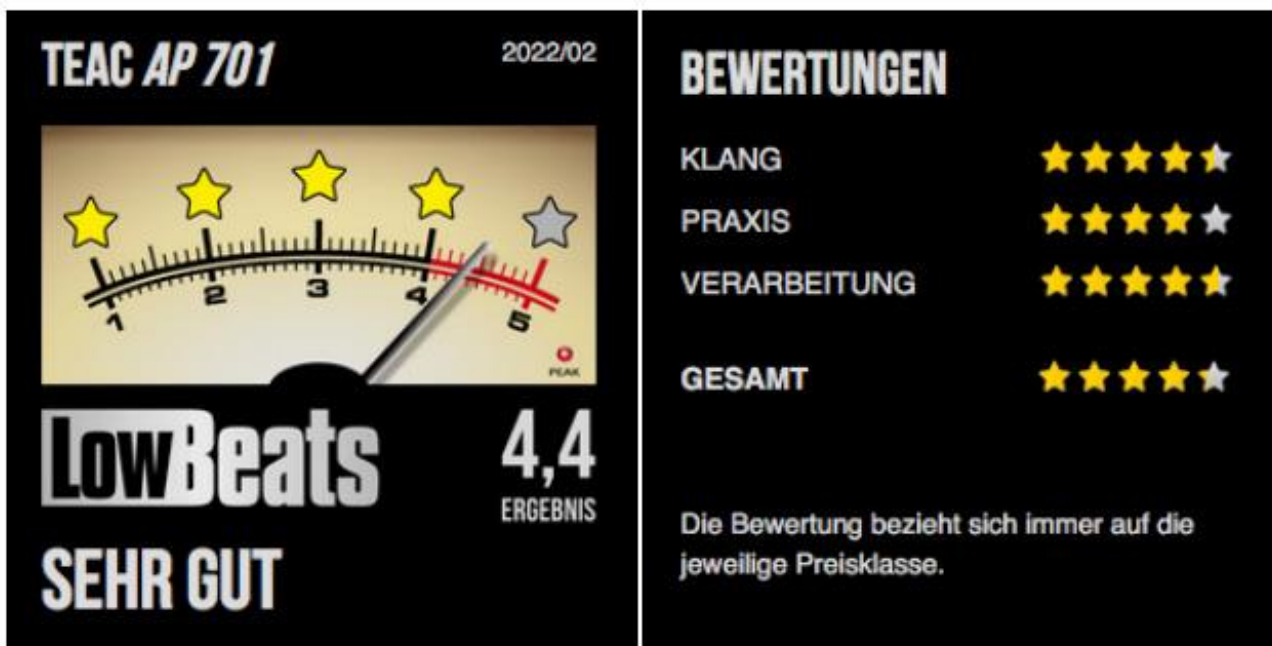 TEAC AP 701
2022/02
1 2 3 4 5
PEAK
LowBeats
4,4
ERGEBNIS
SEHR GUT
BEWERTUNGEN
KLANG
PRAXIS
VERARBEITUNG
GESAMT
Die Bewertung bezieht sich immer auf die
jeweilige Preisklasse.